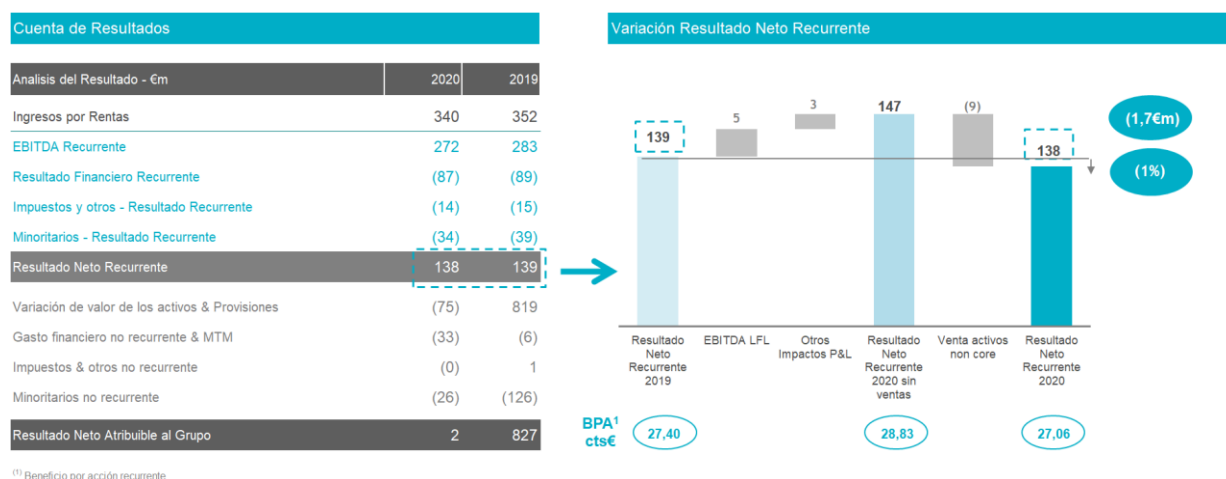 Cuenta de Resultados
Analisis del Resultado - €m 2020 2019
Ingresos por Rentas 340 352
EBITDA Recurrente 272 283
Resultado Financiero Recurrente (87) (89)
Impuestos y otros - Resultado Recurrente (14) (15)
Minoritarios - Resultado Recurrente (34) (39)
Resultado Neto Recurrente 138 139
Variación de valor de los activos & Provisiones (75) 819
Gasto financiero no recurrente & MTM (33) (6)
Impuestos & otros no recurrente (0) 1
Minoritarios no recurrente (26) (126)
Resultado Neto Atribuible al Grupo 2 827
(1) Beneficio por acción recurrente
Variación Resultado Neto Recurrente
139
5
3
147
(9)
138
(1,7€m)
(1%)
Resultado
Neto
Recurrente
2019
EBITDA LFL
Otros
Impactos P&L
Resultado
Neto
Recurrente
2020 sin
ventas
Venta activos
non core
Resultado
Neto
Recurrente
2020
BPA1
cts€
27,40
28,83
27,06